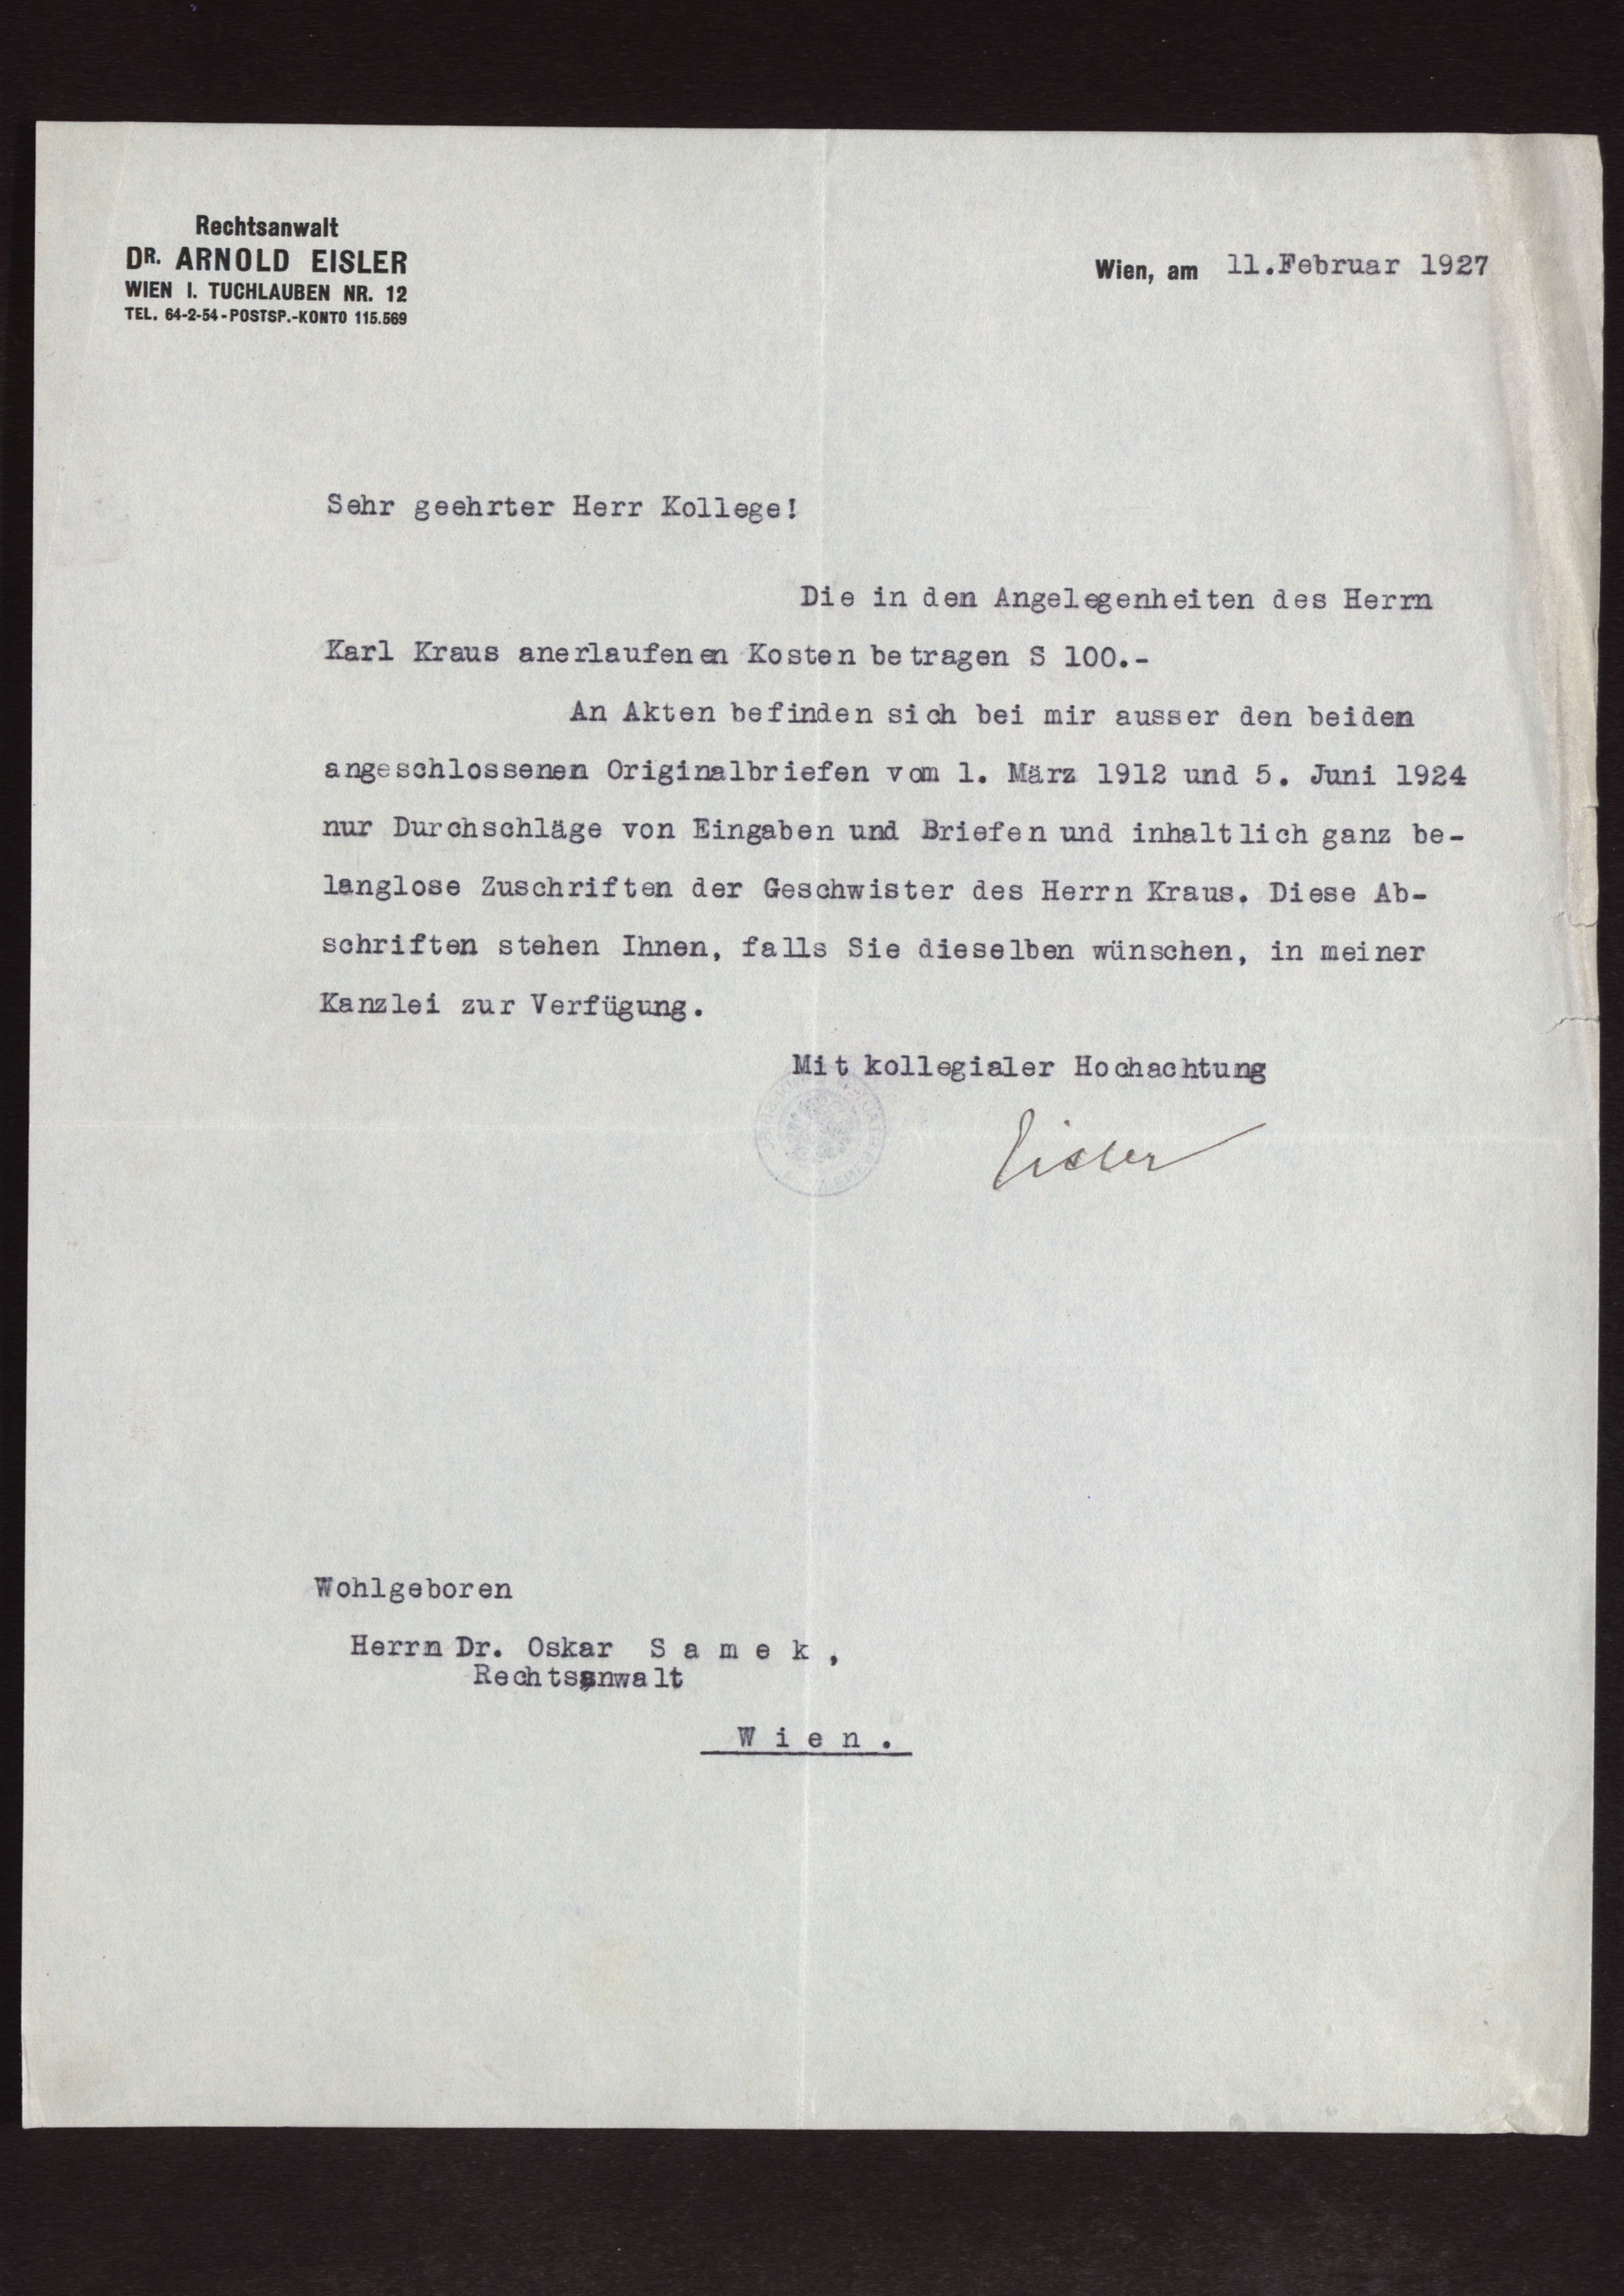 Rechtsanwalt
DR. ARNOLD EISLER
WIEN I. TUCHLAUBEN NR. 12
TEL. 64-2-54-POSTSP.-KONTO 115.569
Wien, am 11.Februar 1927
Sehr geehrter Herr Kollege!
Die in den Angelegenheiten des Herrn
Karl Kraus anerlaufenen Kosten betragen S 100.-
An Akten befinden sich bei mir ausser den beiden
angeschlossenen Originalbriefen vom 1. März 1912 und 5. Juni 1924
nur Durchschläge von Eingaben und Briefen und inhaltlich ganz be-
langlose Zuschriften der Geschwister des Herrn Kraus. Diese Ab-
schriften stehen Ihnen, falls Sie dieselben wünschen, in meiner
Kanzlei zur Verfügung.
Mit kollegialer Hochachtung
Eisler
Wohlgeboren
Herrn Dr. Oskar S a m e k ,
Rechtsanwalt
W i e n .